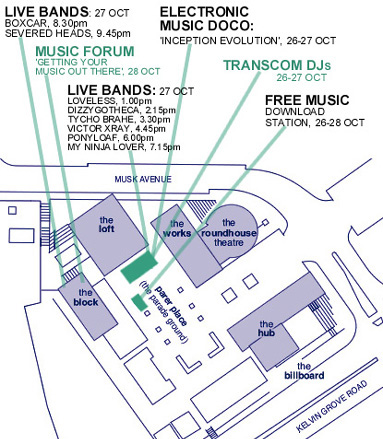 LIVE BANDS: 27 OCT
BOXCAR, 8.30pm
SEVERED HEADS, 9.45pm
MUSIC FORUM
'GETTING YOUR
MUSIC OUT THERE', 28 OCT
LIVE BANDS: 27 OCT
LOVELESS, 1.00pm
DIZZYGOTHECA, 2.15pm
TYCHO BRAHE, 3.30pm
VICTOR XRAY, 4.45pm
PONYLOAF, 6.00pm
MY NINJA LOVER, 7.15pm
ELECTRONIC
MUSIC DOCO:
'INCEPTION EVOLUTION', 26-27 OCT
TRANSCOM DJs
26-27 OCT
FREE MUSIC
DOWNLOAD
STATION, 26-28 OCT
MUSK AVENUE
the
loft
the
works
the
roundhouse
theatre
the
block
parer place
(the parade ground)
the
hub
the
billboard
KELVIN GROVE ROAD